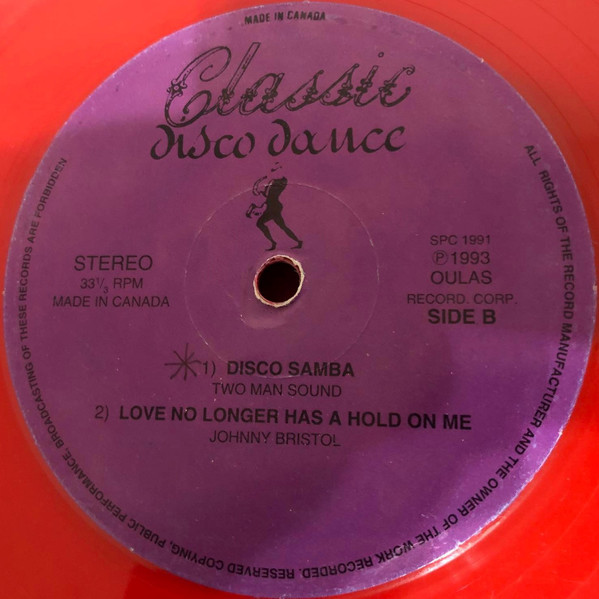 MADE IN CANADA
Classic
disco dance
STEREO
33 1/3 RPM
MADE IN CANADA
SPC 1991
℗ 1993
OULAS
RECORD. CORP.
SIDE B
1) DISCO SAMBA
TWO MAN SOUND
2) LOVE NO LONGER HAS A HOLD ON ME
JOHNNY BRISTOL
ALL RIGHTS OF THE RECORD MANUFACTURER AND THE OWNER OF THE WORK RECORDED. RESERVED COPYING, PUBLIC PERFORMANCE, BROADCASTING OF THESE RECORDS ARE FORBIDDEN